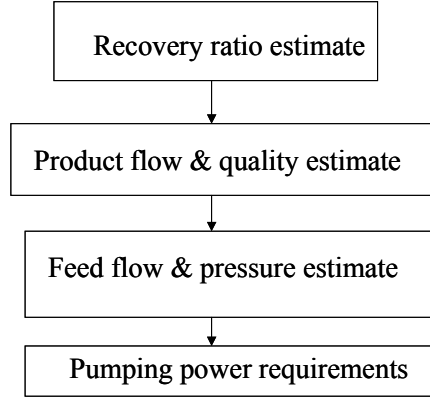 Recovery ratio estimate
Product flow & quality estimate
Feed flow & pressure estimate
Pumping power requirements